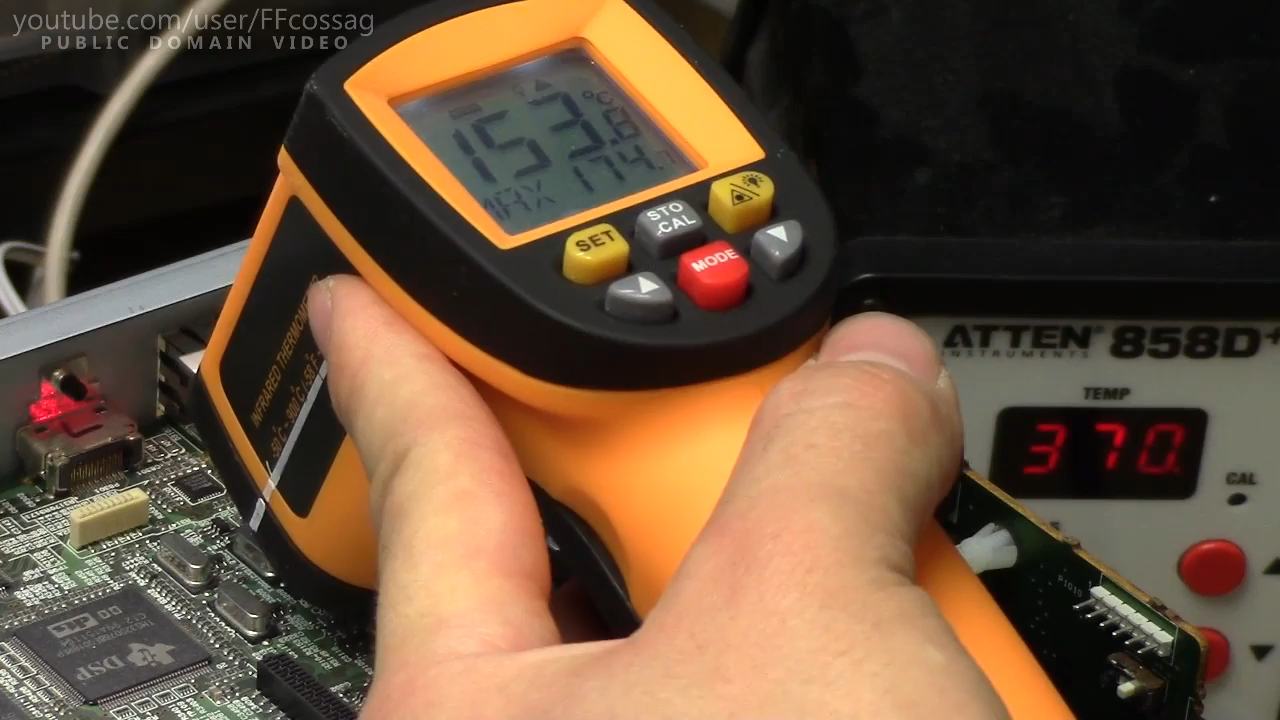 youtube.com/user/FFcossag
PUBLIC DOMAIN VIDEO
°C
153.8
MAX 174.7
STO
CAL
SET
MODE
INFRARED THERMOMETER
ATTEN
INSTRUMENTS
858D+
TEMP
370
CAL
DSP